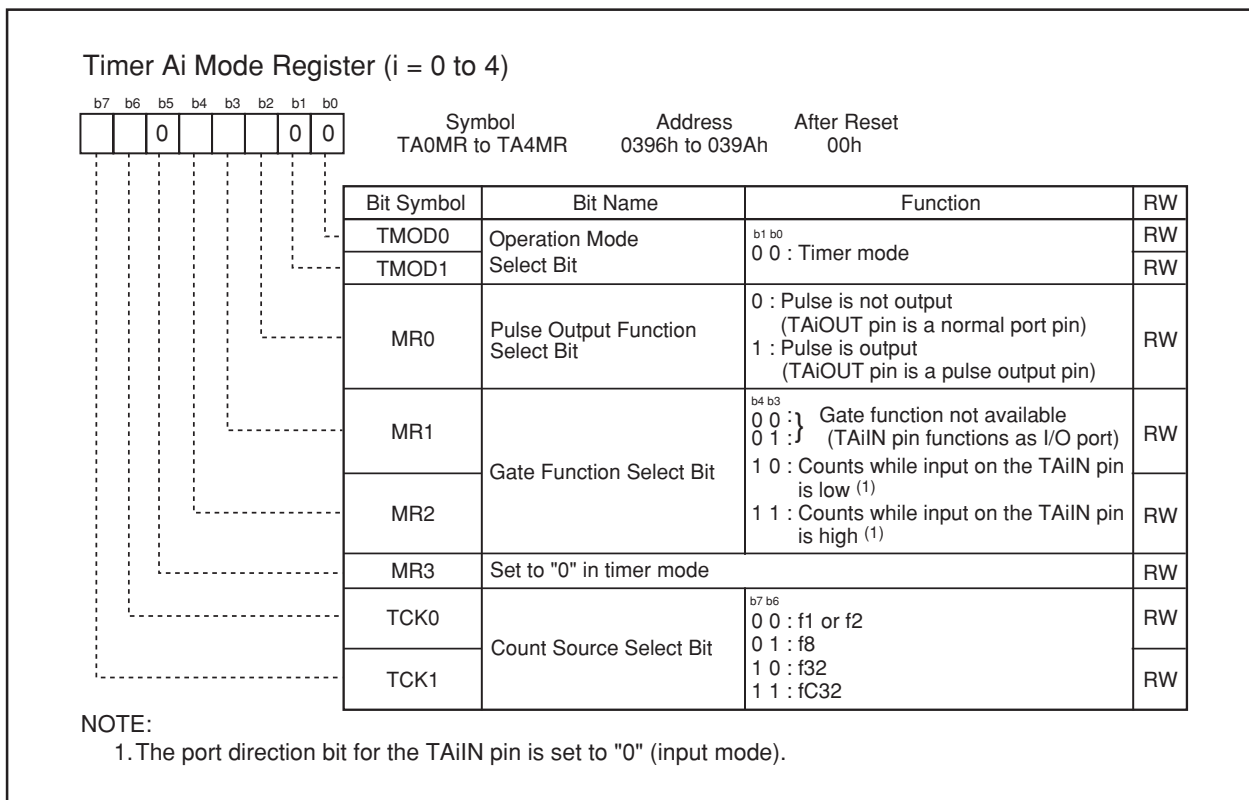 Timer Ai Mode Register (i = 0 to 4)
b7 b6 b5 b4 b3 b2 b1 b0
0 0 0
Symbol Address After Reset
TA0MR to TA4MR 0396h to 039Ah 00h
Bit Symbol Bit Name Function RW
TMOD0 Operation Mode b1 b0 RW
TMOD1 Select Bit 0 0 : Timer mode RW
MR0 Pulse Output Function Select Bit RW
0 : Pulse is not output
(TAiOUT pin is a normal port pin)
1 : Pulse is output
(TAiOUT pin is a pulse output pin)
MR1 Gate Function Select Bit RW
b4 b3
0 0 :} Gate function not available
0 1 : (TAiIN pin functions as I/O port)
1 0 : Counts while input on the TAiIN pin
is low (1)
MR2 RW
1 1 : Counts while input on the TAiIN pin
is high (1)
MR3 Set to "0" in timer mode RW
TCK0 Count Source Select Bit RW
b7 b6
0 0 : f1 or f2
0 1 : f8
TCK1 RW
1 0 : f32
1 1 : fC32
NOTE:
1. The port direction bit for the TAiIN pin is set to "0" (input mode).